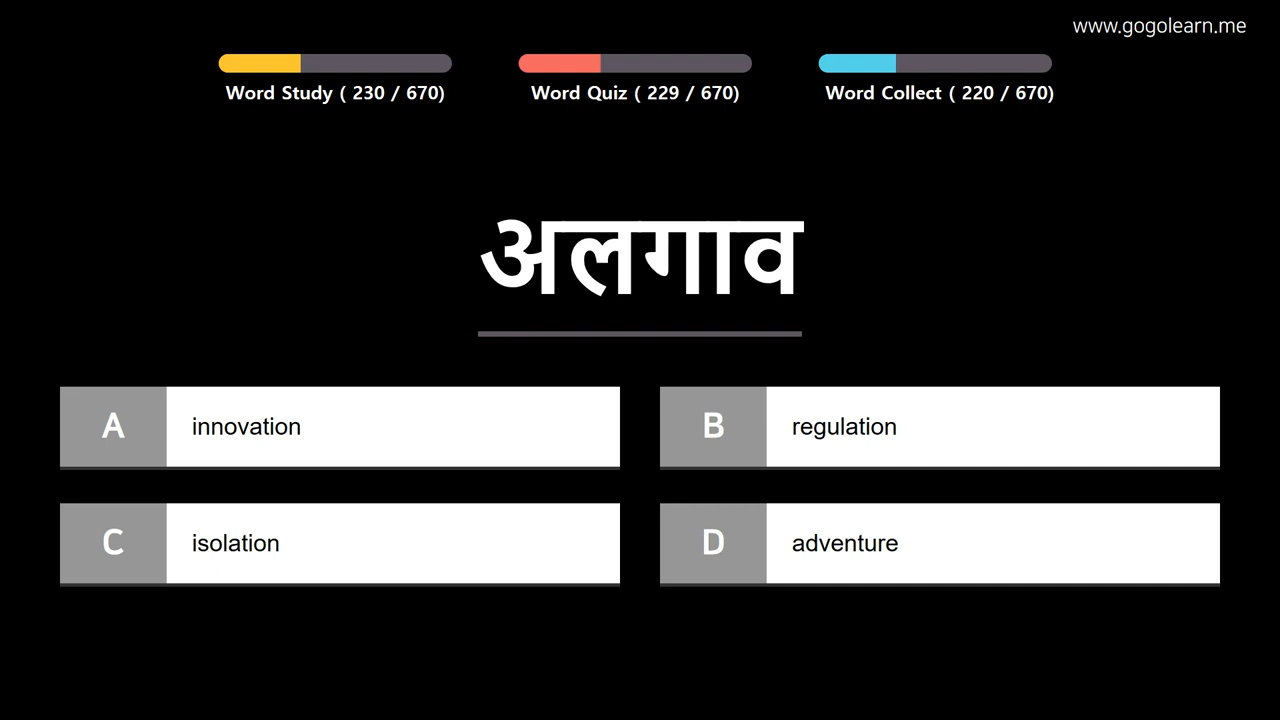 www.gogolearn.me
Word Study ( 230 / 670)
Word Quiz ( 229 / 670)
Word Collect ( 220 / 670)
अलगाव
A innovation
B regulation
C isolation
D adventure